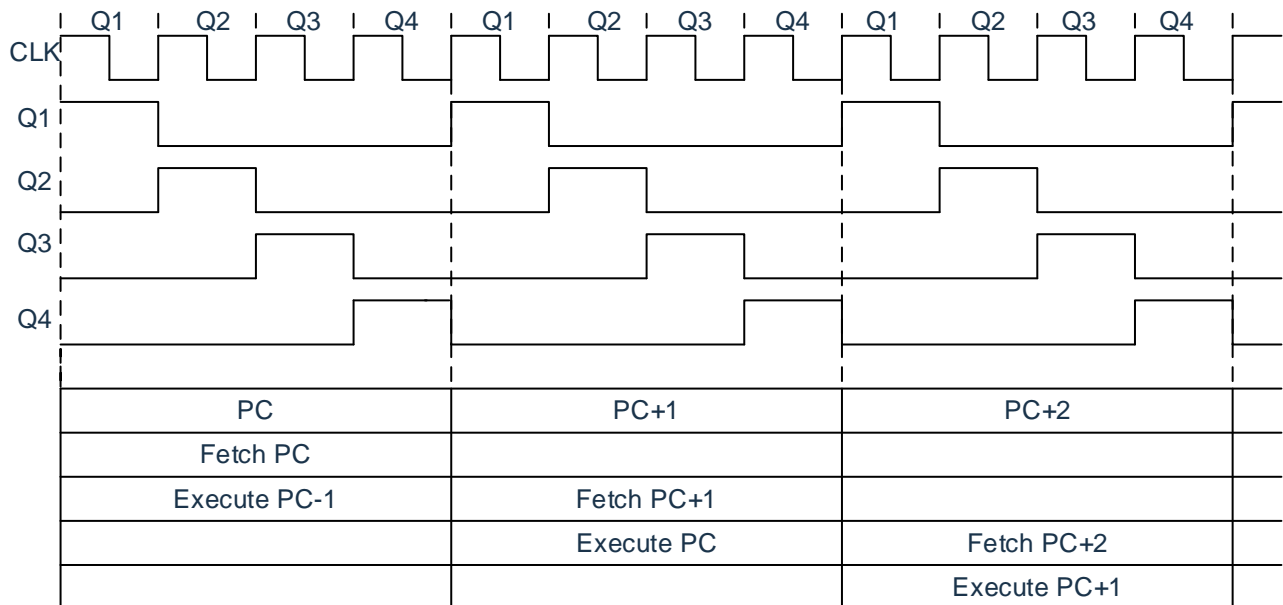 Q1 Q2 Q3 Q4 Q1 Q2 Q3 Q4 Q1 Q2 Q3 Q4
CLK
Q1
Q2
Q3
Q4
PC PC+1 PC+2
Fetch PC
Execute PC-1 Fetch PC+1
Execute PC Fetch PC+2
Execute PC+1